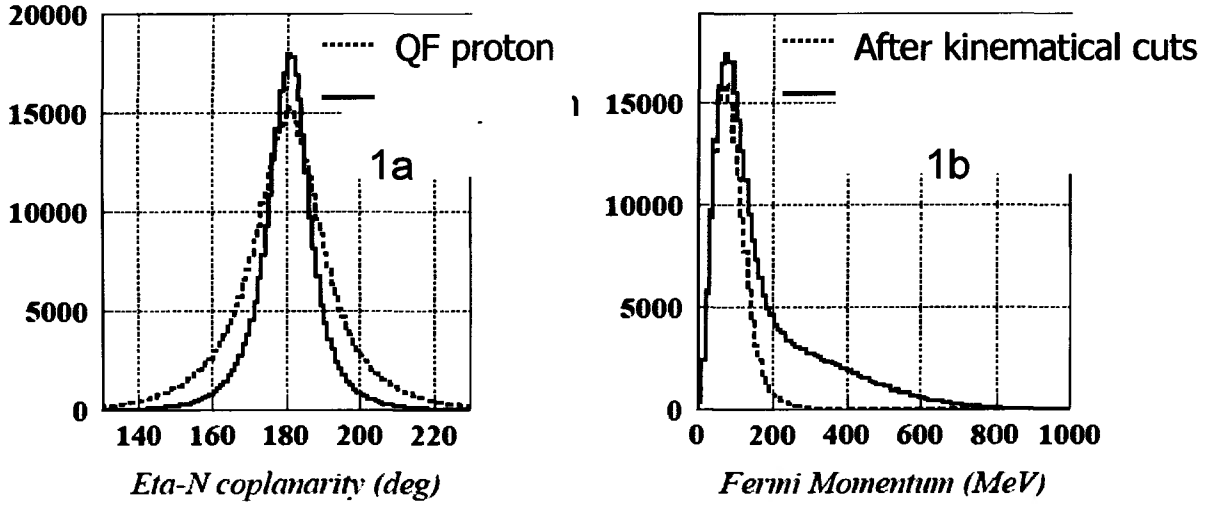 20000
15000
10000
5000
0
140 160 180 200 220
Eta-N coplanarity (deg)
QF proton
1a
After kinematical cuts
1b
15000
10000
5000
0
0 200 400 600 800 1000
Fermi Momentum (MeV)